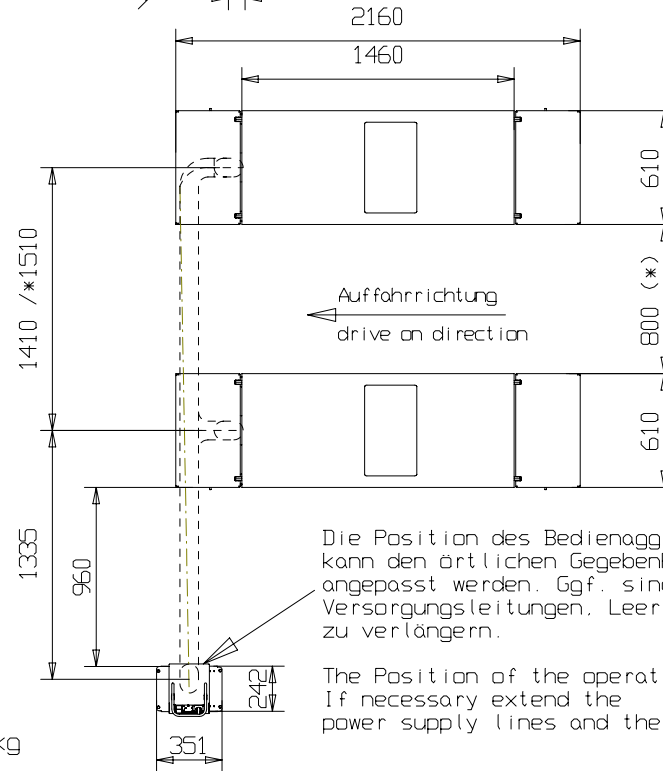 2160
1460
610
1410 /*1510
800 (*)
Auffahrrichtung
drive on direction
610
1335
960
Die Position des Bedienagg
kann den örtlichen Gegeben
angepasst werden. Ggf. sind
Versorgungsleitungen, Leer
zu verlängern.
242
The Position of the operat
If necessary extend the
power supply lines and the
kg
351